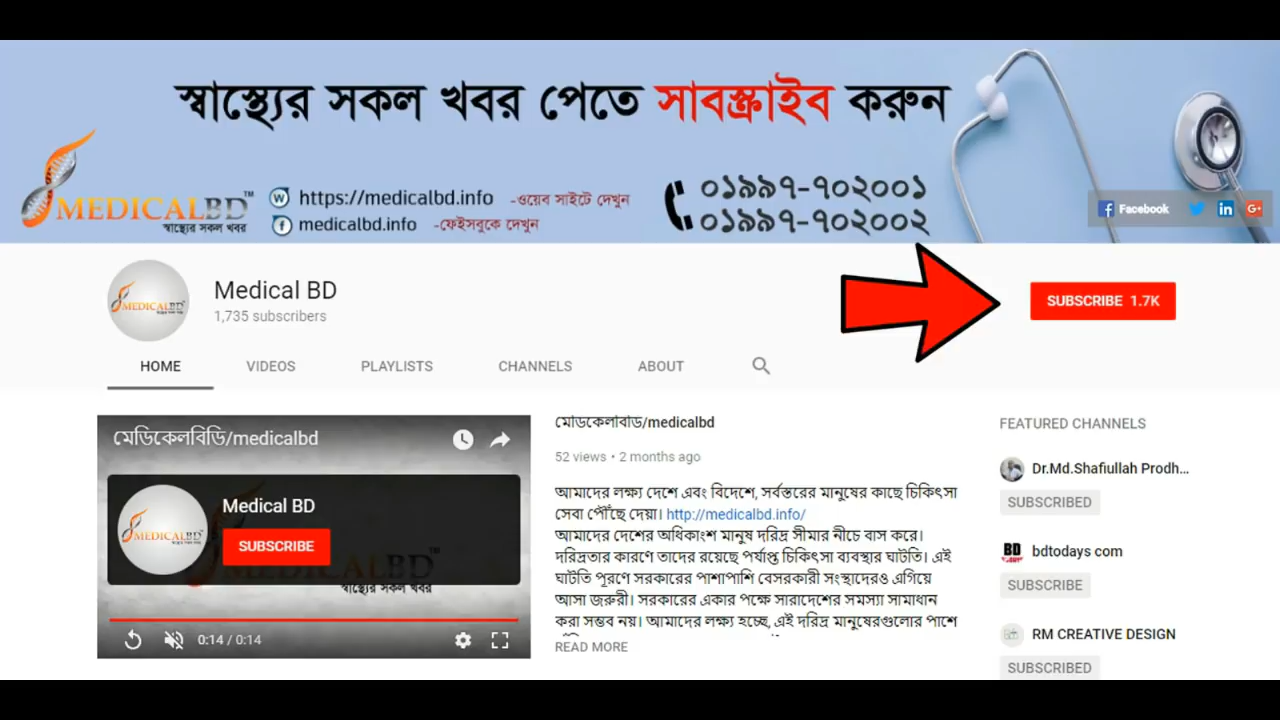 স্বাস্থ্যের সকল খবর পেতে সাবস্ক্রাইব করুন
MEDICALBD™
স্বাস্থ্যের সকল খবর
https://medicalbd.info -ওয়েব সাইটে দেখুন
medicalbd.info -ফেইসবুকে দেখুন
০১৯৯৭-৭০২০০১
০১৯৯৭-৭০২০০২
Facebook
MEDICALBD
Medical BD
1,735 subscribers
SUBSCRIBE 1.7K
HOME VIDEOS PLAYLISTS CHANNELS ABOUT
মেডিকেলবিডি/medicalbd
Medical BD
MEDICALBD
SUBSCRIBE
স্বাস্থ্যের সকল খবর
0:14 / 0:14
/medicalbd
52 views • 2 months ago
আমাদের লক্ষ্য দেশে এবং বিদেশে, সর্বস্তরের মানুষের কাছে চিকিৎসা
সেবা পৌঁছে দেয়া। http://medicalbd.info/
আমাদের দেশের অধিকাংশ মানুষ দরিদ্র সীমার নীচে বাস করে।
দরিদ্রতার কারণে তাদের রয়েছে পর্যাপ্ত চিকিৎসা ব্যবস্থার ঘাটতি। এই
ঘাটতি পূরণে সরকারের পাশাপাশি বেসরকারী সংস্থাদেরও এগিয়ে
আসা জরুরী। সরকারের একার পক্ষে সারাদেশের সমস্যা সামাধান
করা সম্ভব নয়। আমাদের লক্ষ্য হচ্ছে, এই দরিদ্র মানুষেরগুলোর পাশে
READ MORE
FEATURED CHANNELS
Dr.Md.Shafiullah Prodh...
SUBSCRIBED
BD
bdtodays com
SUBSCRIBE
RM CREATIVE DESIGN
SUBSCRIBED